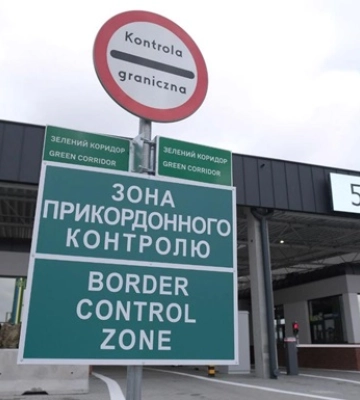 Kontrola
graniczna
ЗЕЛЕНИЙ КОРИДОР
GREEN CORRIDOR
ЗЕЛЕНИЙ КОРИДОР
GREEN CORRIDOR
ЗОНА
ПРИКОРДОННОГО
КОНТРОЛЮ
BORDER
CONTROL
ZONE
5